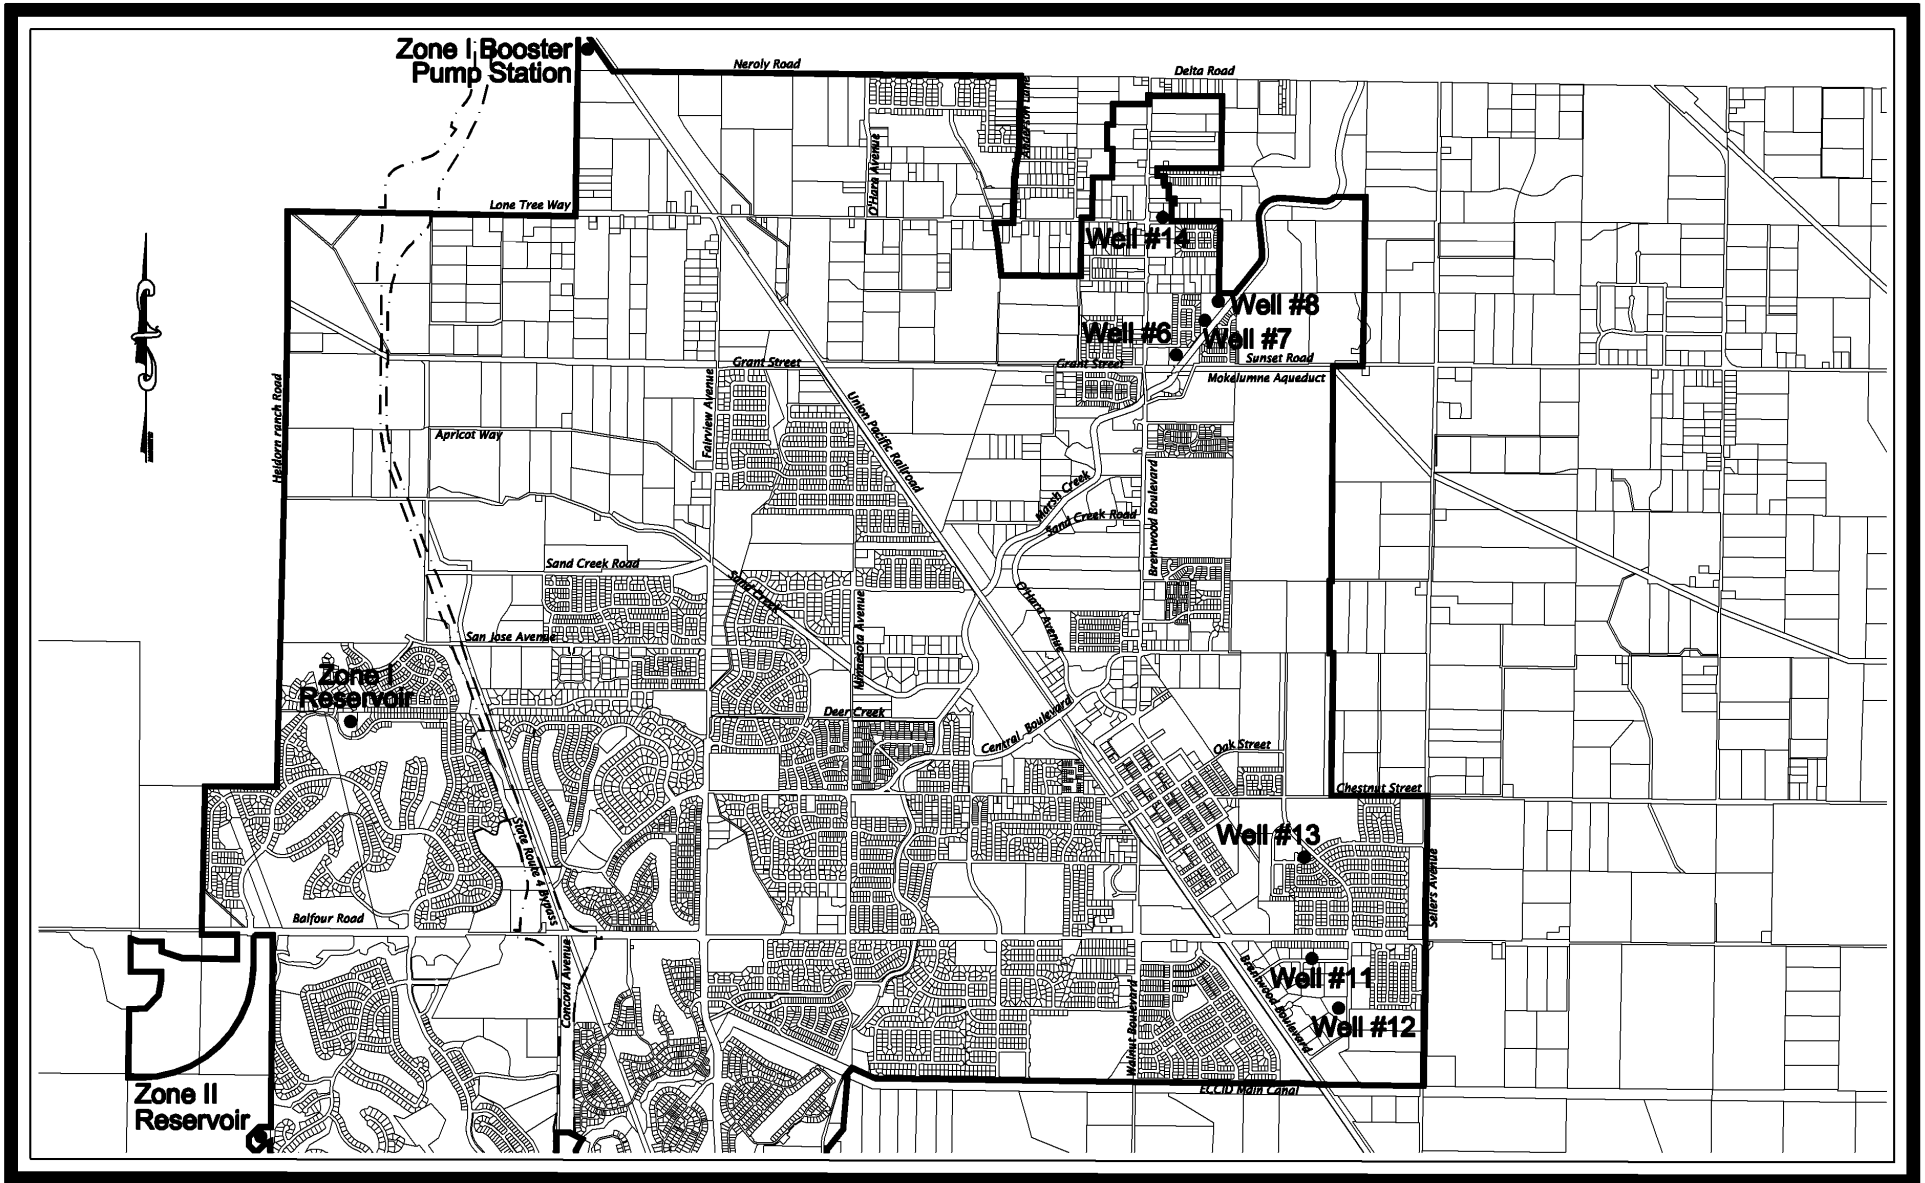 Zone I Booster
Pump Station
Neroly Road
Delta Road
Anderson Lane
O'Hara Avenue
Lone Tree Way
Well #14
Well #8
Well #6
Well #7
Sunset Road
Grant Street
Grant Street
Mokelumne Aqueduct
Heidorn ranch Road
Fairview Avenue
Union Pacific Railroad
Apricot Way
Brentwood Boulevard
Marsh Creek
Sand Creek Road
Sand Creek Road
Sand Creek
O'Hara Avenue
Minnesota Avenue
San Jose Avenue
Zone I
Reservoir
Deer Creek
Central Boulevard
Oak Street
Chestnut Street
State Route 4 Bypass
Well #13
Sellers Avenue
Balfour Road
Concord Avenue
Walnut Boulevard
Brentwood Boulevard
Well #11
Well #12
ECCID Main Canal
Zone II
Reservoir